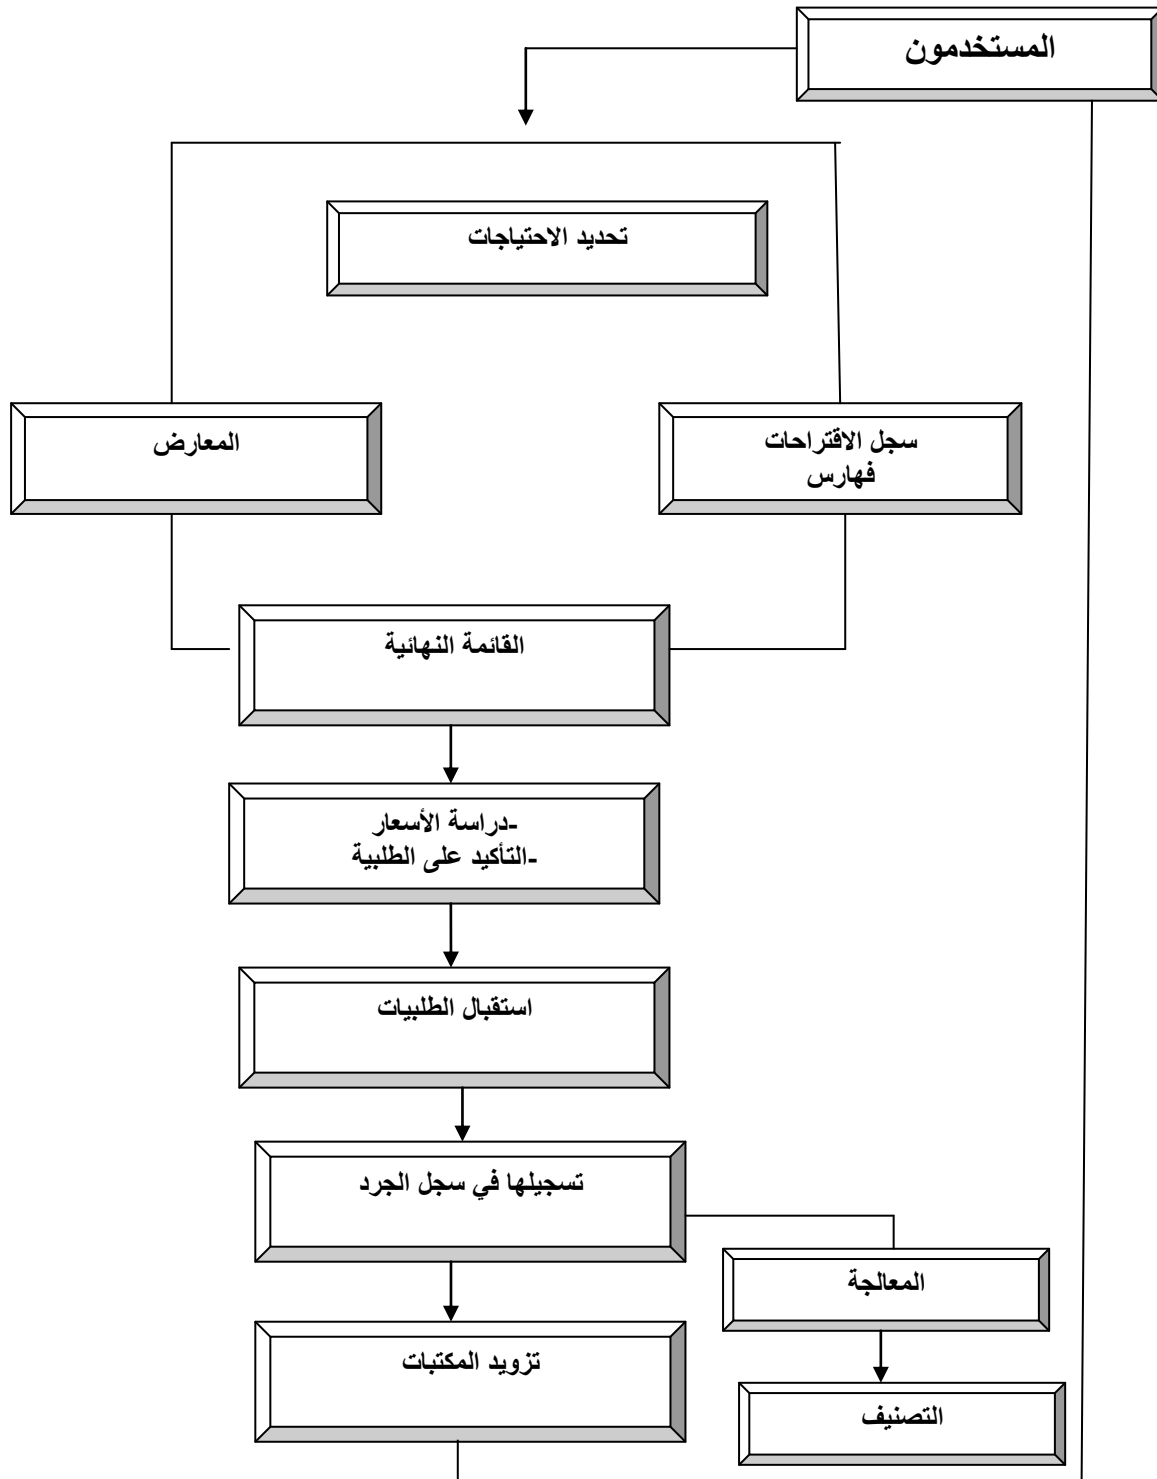 المستخدمون
تحديد الاحتياجات
سجل الاقتراحات
فهارس
المعارض
القائمة النهائية
-دراسة الأسعار
-التأكيد على الطلبية
استقبال الطلبيات
تسجيلها في سجل الجرد
المعالجة
تزويد المكتبات
التصنيف